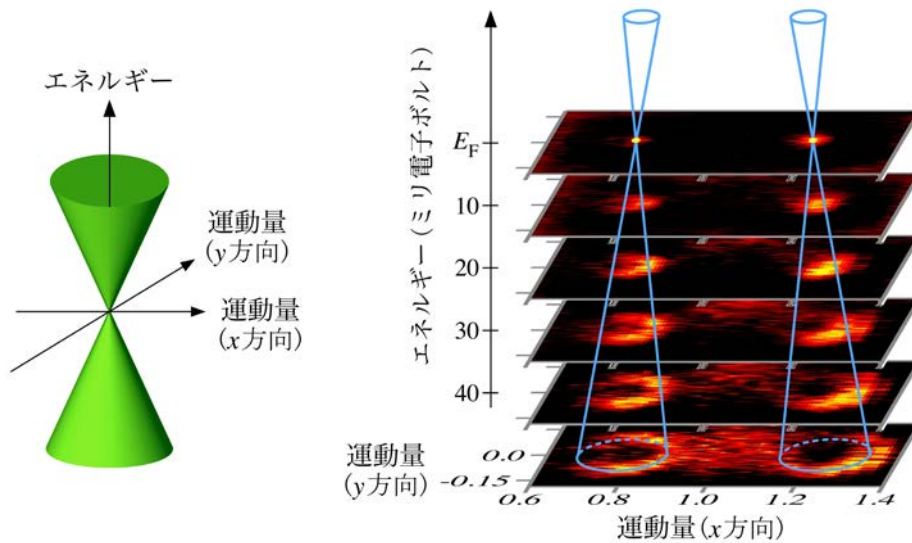 エネルギー
運動量
(y方向)
運動量
(x方向)
エネルギー(ミリ電子ボルト)
E_F
10
20
30
40
運動量
(y方向)
0.0
-0.15
0.6
0.8
1.0
1.2
1.4
運動量(x方向)